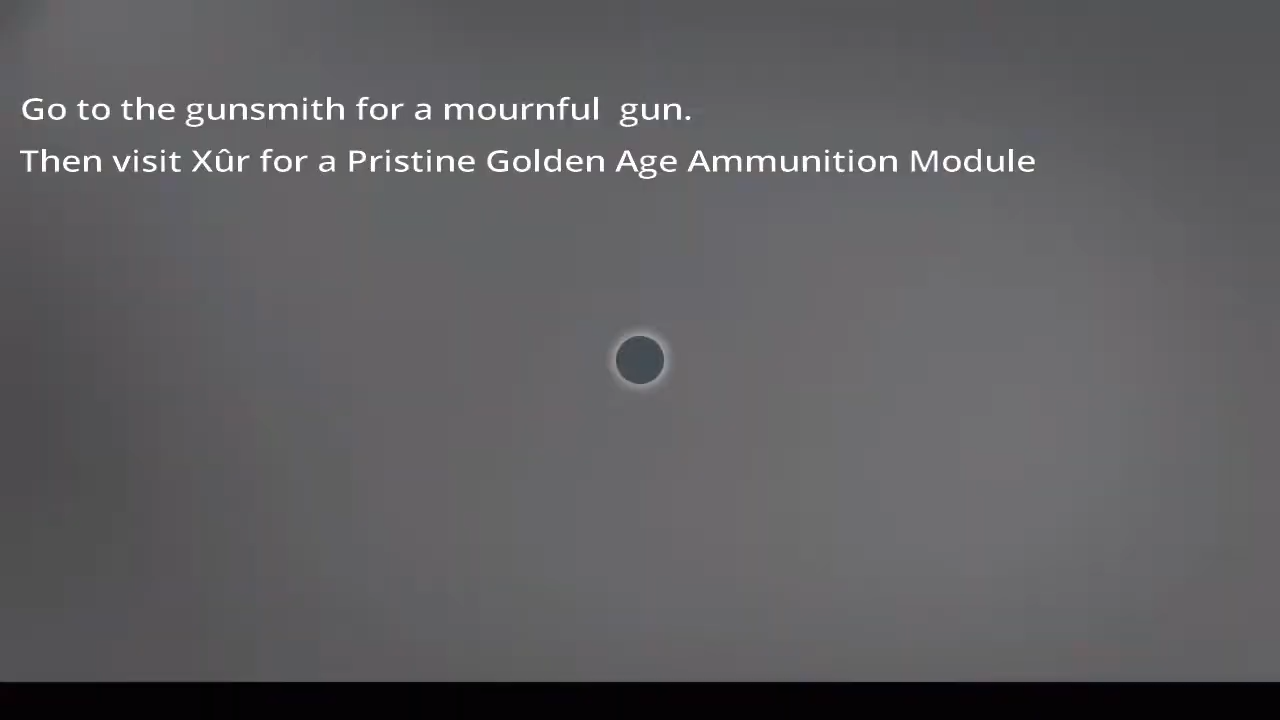 Go to the gunsmith for a mournful  gun.
Then visit Xûr for a Pristine Golden Age Ammunition Module